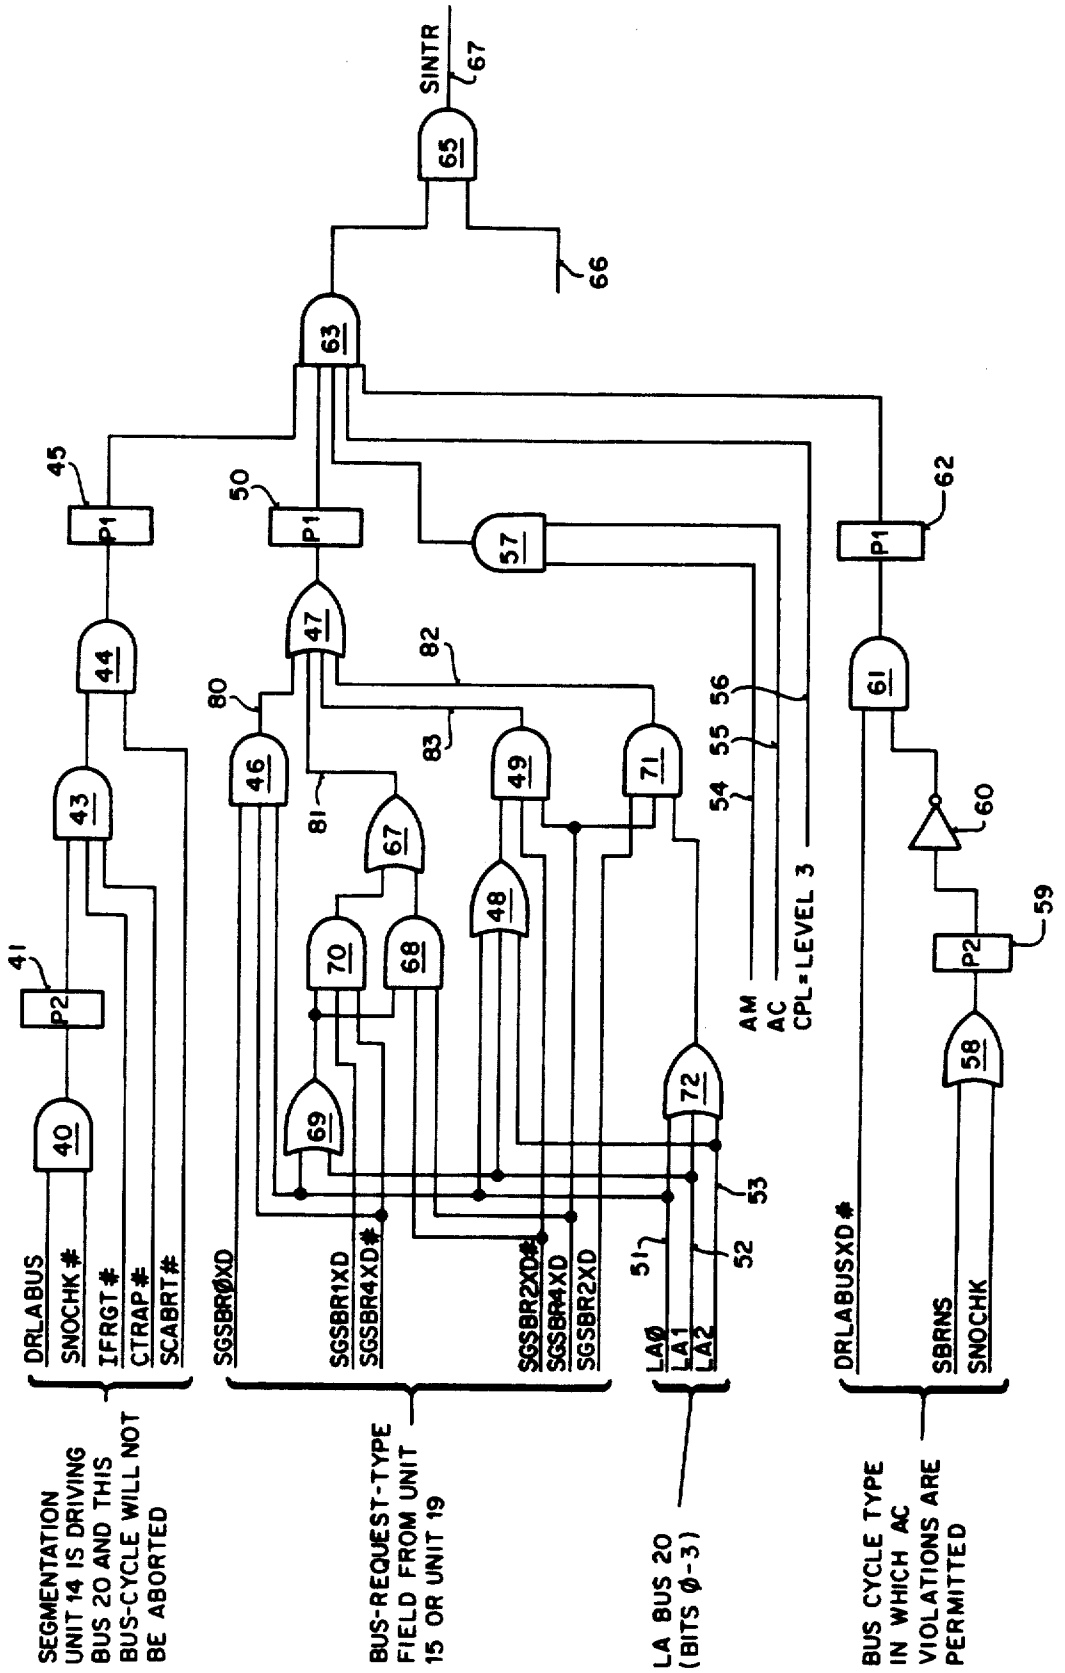 SEGMENTATION
UNIT 14 IS DRIVING
BUS 20 AND THIS
BUS-CYCLE WILL NOT
BE ABORTED
DRLABUS
SNOCHK#
IFRGT#
CTRAP#
SCABRT#
40
P2
41
43
44
P1
45
BUS-REQUEST-TYPE
FIELD FROM UNIT
15 OR UNIT 19
SGSBRØXD
SGSBR1XD
SGSBR4XD#
SGSBR2XD#
SGSBR4XD
SGSBR2XD
69
70
68
67
46
80
81
47
48
49
83
71
82
P1
50
LA BUS 20
(BITS Ø-3)
LAØ
LA1
LA2
51
52
53
72
AM
AC
CPL=LEVEL 3
54
55
56
57
BUS CYCLE TYPE
IN WHICH AC
VIOLATIONS ARE
PERMITTED
DRLABUSXD#
SBRNS
SNOCHK
58
P2
59
60
61
P1
62
63
66
65
SINTR
67